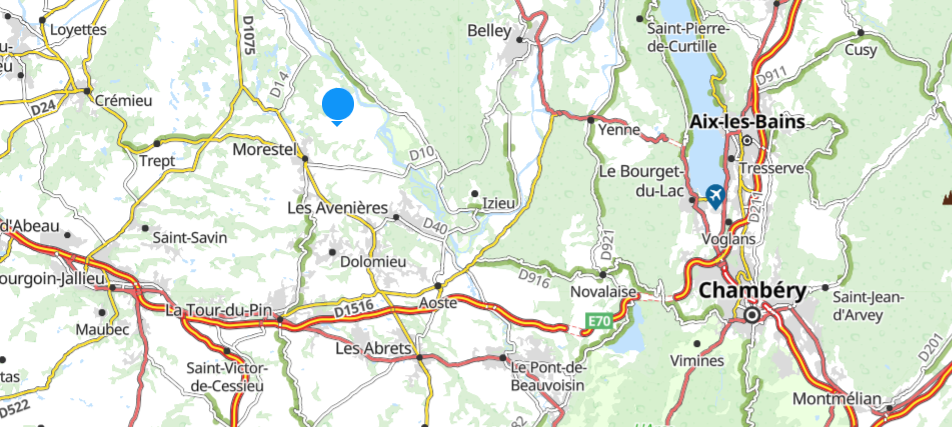 Loyettes
D1075
Belley
Saint-Pierre-
de-Curtille
Cusy
D911
D14
D24
Crémieu
Aix-les-Bains
Yenne
Trept
Morestel
D10
Tresserve
Le Bourget-
du-Lac
Izieu
Les Avenières
D40
d'Abeau
Saint-Savin
D921
Voglans
Dolomieu
ourgoin-Jallieu
D916
Novalaise
Chambéry
Aoste
La Tour-du-Pin
D1516
E70
Saint-Jean-
d'Arvey
Maubec
Les Abrets
D201
Vimines
Saint-Victor-
de-Cessieu
Le Pont-de-
Beauvoisin
tas
D522
Montmélian